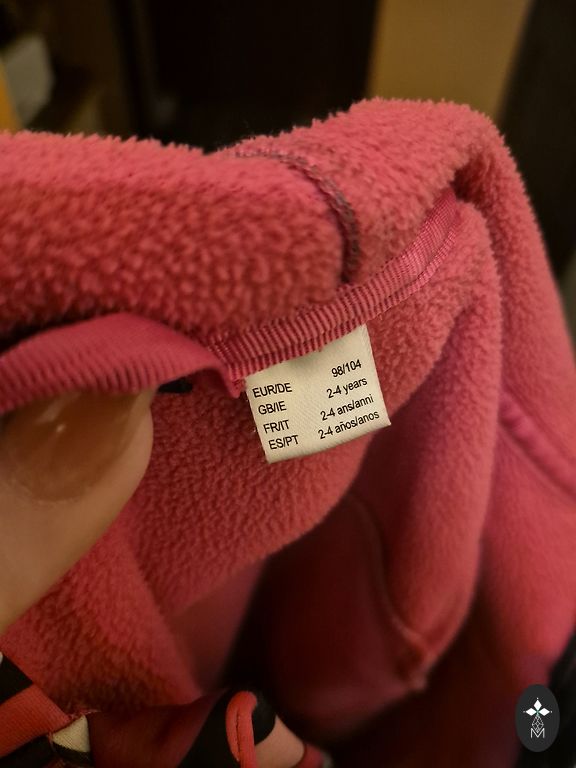 EUR/DE 98/104
GB/IE 2-4 years
FR/IT 2-4 ans/anni
ES/PT 2-4 años/anos
M